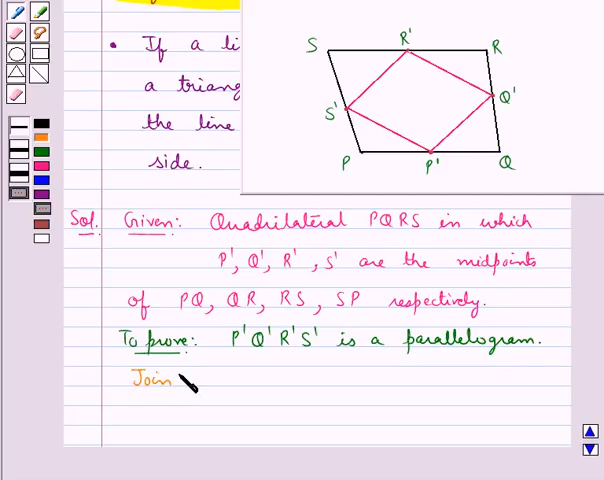 • If a li
a triang
the line
side.
S R' R
S' Q'
P P' Q
Sol. Given: Quadrilateral PQRS in which
P', Q', R', S' are the midpoints
of PQ, QR, RS, SP respectively.
To prove: P'Q'R'S' is a parallelogram.
Join